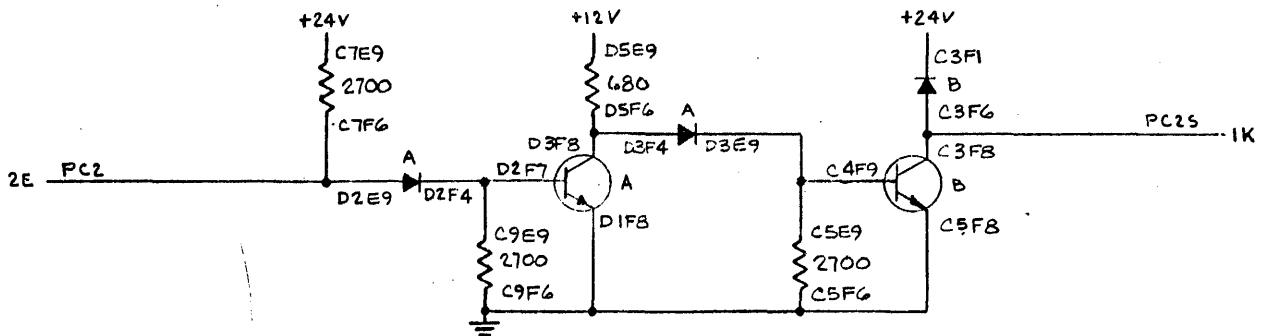 +24V
+12V
+24V
C7E9
2700
C7F6
D5E9
680
D5F6
C3F1
B
C3F6
2E
PC2
D2E9
A
D2F4
D2F7
D3F8
A
D1F8
D3F4
A
D3E9
C4F9
C3F8
B
C5F8
PC2S
1K
C9E9
2700
C9F6
C5E9
2700
C5F6